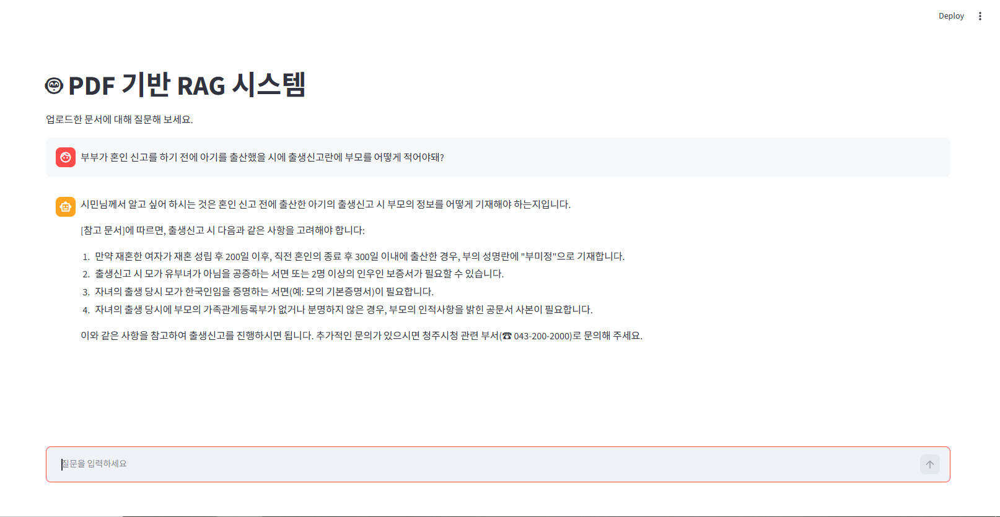 Deploy
PDF 기반 RAG 시스템
업로드한 문서에 대해 질문해 보세요.
부부가 혼인 신고를 하기 전에 아기를 출산했을 시에 출생신고란에 부모를 어떻게 적어야돼?
시민님께서 알고 싶어 하시는 것은 혼인 신고 전에 출산한 아기의 출생신고 시 부모의 정보를 어떻게 기재해야 하는지입니다.
[참고 문서]에 따르면, 출생신고 시 다음과 같은 사항을 고려해야 합니다:
1. 만약 재혼한 여자가 재혼 성립 후 200일 이후, 직전 혼인의 종료 후 300일 이내에 출산한 경우, 부의 성명란에 "부미정"으로 기재합니다.
2. 출생신고 시 모가 유부녀가 아님을 공증하는 서면 또는 2명 이상의 인우인 보증서가 필요할 수 있습니다.
3. 자녀의 출생 당시 모가 한국인임을 증명하는 서면(예: 모의 기본증명서)이 필요합니다.
4. 자녀의 출생 당시에 부모의 가족관계등록부가 없거나 분명하지 않은 경우, 부모의 인적사항을 밝힌 공문서 사본이 필요합니다.
이와 같은 사항을 참고하여 출생신고를 진행하시면 됩니다. 추가적인 문의가 있으시면 청주시청 관련 부서(☎ 043-200-2000)로 문의해 주세요.
질문을 입력하세요